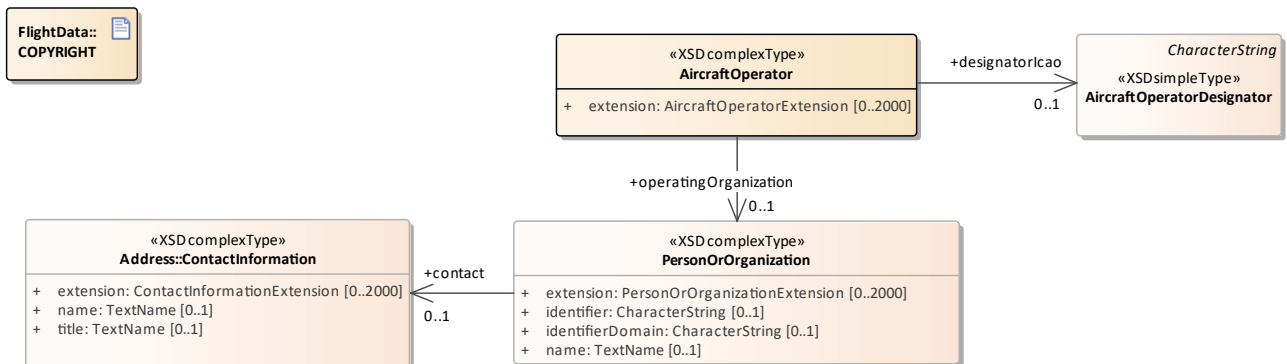 FlightData::
COPYRIGHT
«XSDcomplexType»
AircraftOperator
+ extension: AircraftOperatorExtension [0..2000]
+designatorIcao
0..1
CharacterString
«XSDsimpleType»
AircraftOperatorDesignator
+operatingOrganization
0..1
«XSDcomplexType»
Address::ContactInformation
+ extension: ContactInformationExtension [0..2000]
+ name: TextName [0..1]
+ title: TextName [0..1]
+contact
0..1
«XSDcomplexType»
PersonOrOrganization
+ extension: PersonOrOrganizationExtension [0..2000]
+ identifier: CharacterString [0..1]
+ identifierDomain: CharacterString [0..1]
+ name: TextName [0..1]